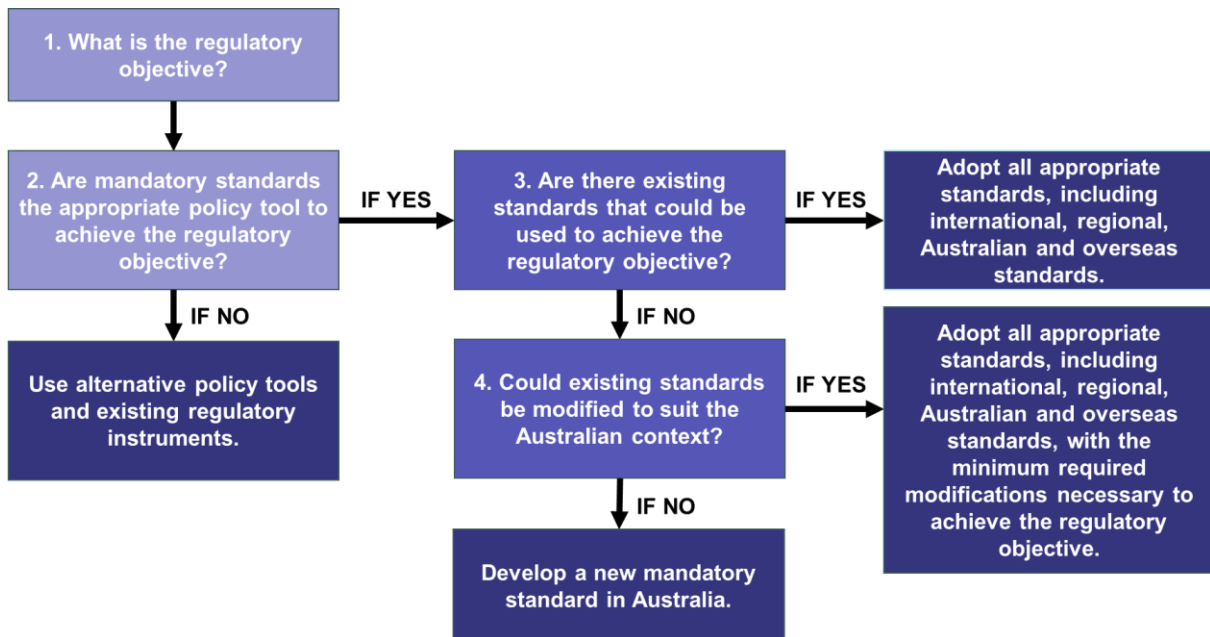 1. What is the regulatory
objective?
2. Are mandatory standards
the appropriate policy tool to
achieve the regulatory
objective?
IF YES
3. Are there existing
standards that could be
used to achieve the
regulatory objective?
IF YES
Adopt all appropriate
standards, including
international, regional,
Australian and overseas
standards.
IF NO
Use alternative policy tools
and existing regulatory
instruments.
IF NO
4. Could existing standards
be modified to suit the
Australian context?
IF YES
Adopt all appropriate
standards, including
international, regional,
Australian and overseas
standards, with the
minimum required
modifications necessary to
achieve the regulatory
objective.
IF NO
Develop a new mandatory
standard in Australia.